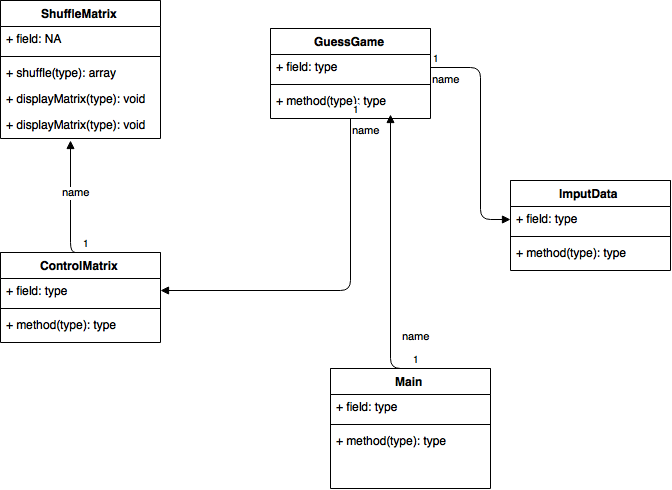 ShuffleMatrix
+ field: NA
+ shuffle(type): array
+ displayMatrix(type): void
+ displayMatrix(type): void
GuessGame
+ field: type
+ method(type): type
1
name
1
name
name
1
ImputData
+ field: type
+ method(type): type
ControlMatrix
+ field: type
+ method(type): type
name
1
Main
+ field: type
+ method(type): type